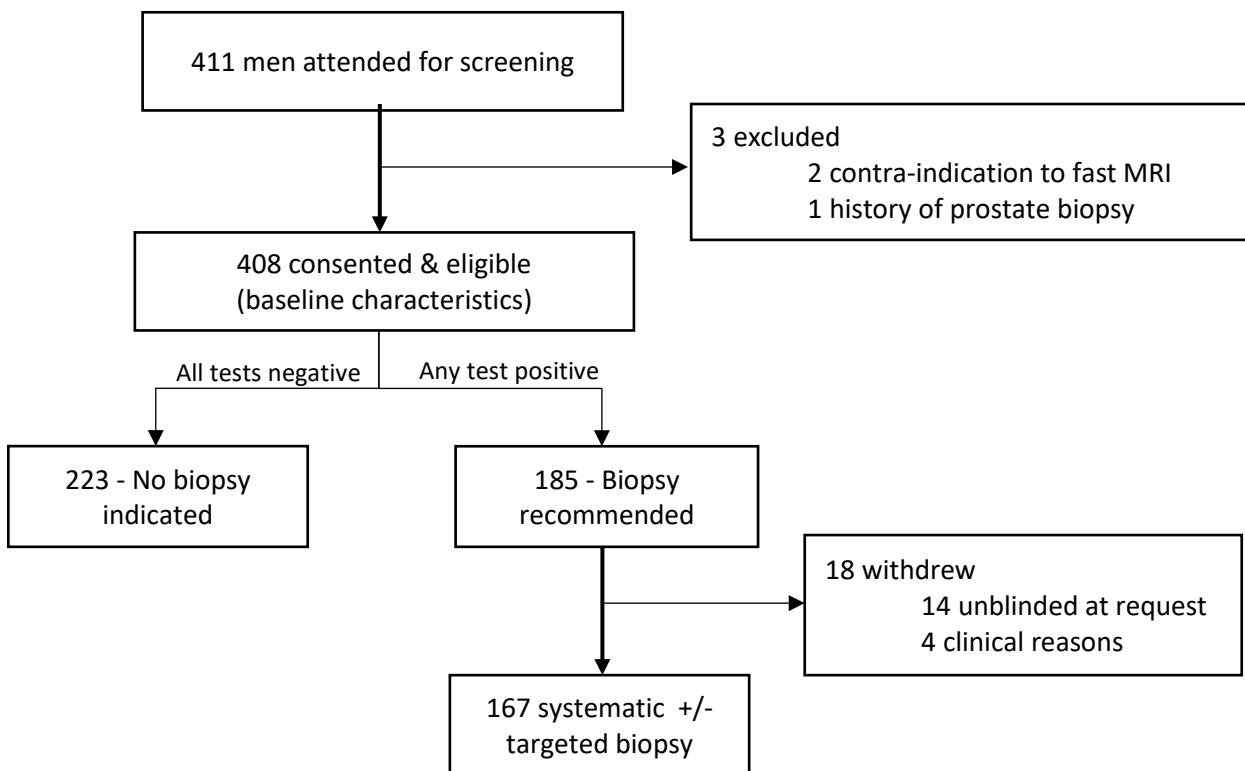 411 men attended for screening
3 excluded
2 contra-indication to fast MRI
1 history of prostate biopsy
408 consented & eligible
(baseline characteristics)
All tests negative
Any test positive
223 - No biopsy
indicated
185 - Biopsy
recommended
18 withdrew
14 unblinded at request
4 clinical reasons
167 systematic +/-
targeted biopsy